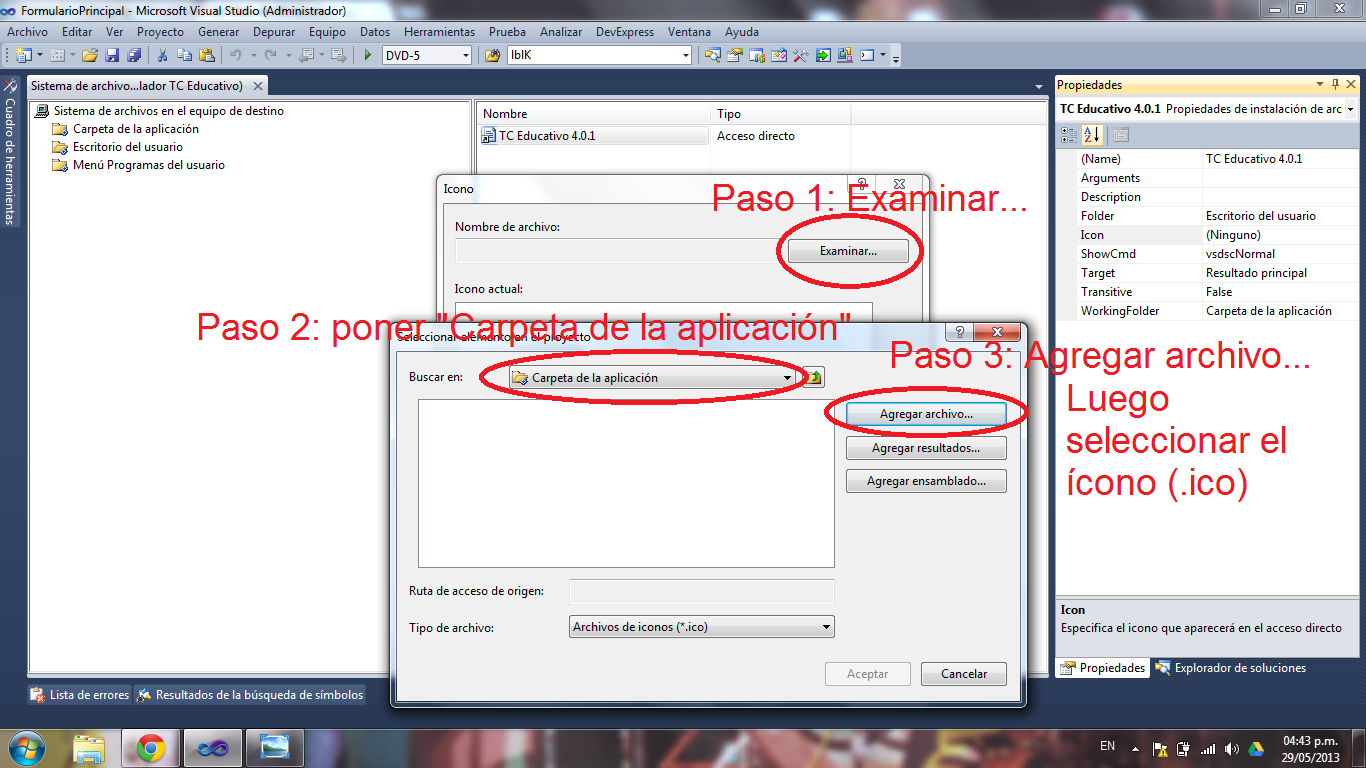 FormularioPrincipal - Microsoft Visual Studio (Administrador)
Archivo Editar Ver Proyecto Generar Depurar Equipo Datos Herramientas Prueba Analizar DevExpress Ventana Ayuda
DVD-5 lblK
Cuadro de herramientas
Sistema de archivo...lador TC Educativo)
Sistema de archivos en el equipo de destino
Carpeta de la aplicación
Escritorio del usuario
Menú Programas del usuario
Nombre Tipo
TC Educativo 4.0.1 Acceso directo
Icono
Paso 1: Examinar...
Nombre de archivo:
Examinar...
Icono actual:
Paso 2: poner "Carpeta de la aplicación"
Seleccionar elemento en el proyecto
Buscar en: Carpeta de la aplicación
Paso 3: Agregar archivo...
Luego
seleccionar el
ícono (.ico)
Agregar archivo...
Agregar resultados...
Agregar ensamblado...
Ruta de acceso de origen:
Tipo de archivo: Archivos de iconos (*.ico)
Aceptar Cancelar
Propiedades
TC Educativo 4.0.1 Propiedades de instalación de arc
(Name) TC Educativo 4.0.1
Arguments
Description
Folder Escritorio del usuario
Icon (Ninguno)
ShowCmd vsdscNormal
Target Resultado principal
Transitive False
WorkingFolder Carpeta de la aplicación
Icon
Especifica el icono que aparecerá en el acceso directo
Propiedades Explorador de soluciones
Lista de errores Resultados de la búsqueda de símbolos
EN
04:43 p.m.
29/05/2013